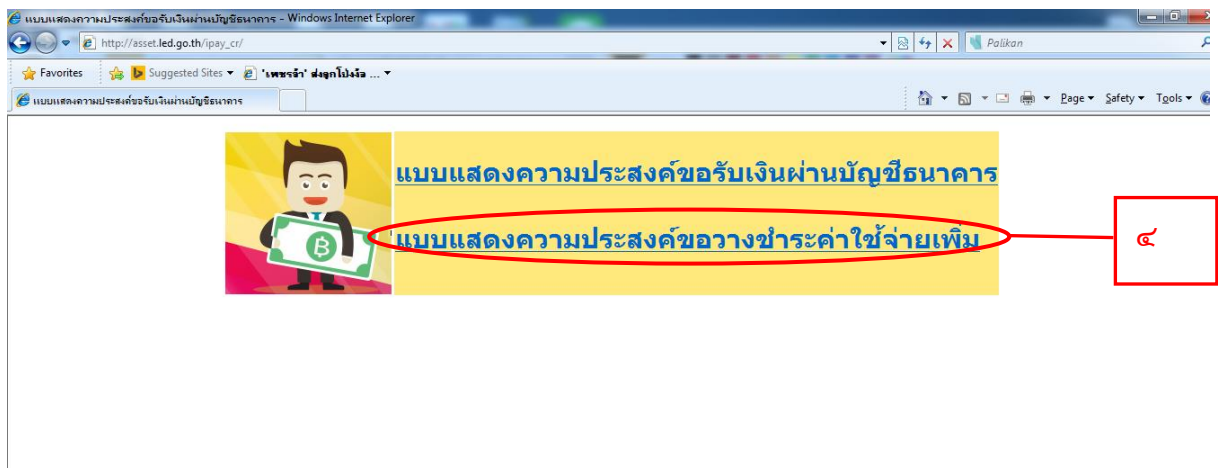 แบบแสดงความประสงค์ขอรับเงินผ่านบัญชีธนาคาร - Windows Internet Explorer
http://asset.led.go.th/ipay_cr/
Palikan
Favorites Suggested Sites 'เพชรจ้า' ส่งลูกโป่งง้อ ...
แบบแสดงความประสงค์ขอรับเงินผ่านบัญชีธนาคาร
Page Safety Tools
แบบแสดงความประสงค์ขอรับเงินผ่านบัญชีธนาคาร
แบบแสดงความประสงค์ขอวางชำระค่าใช้จ่ายเพิ่ม
๔